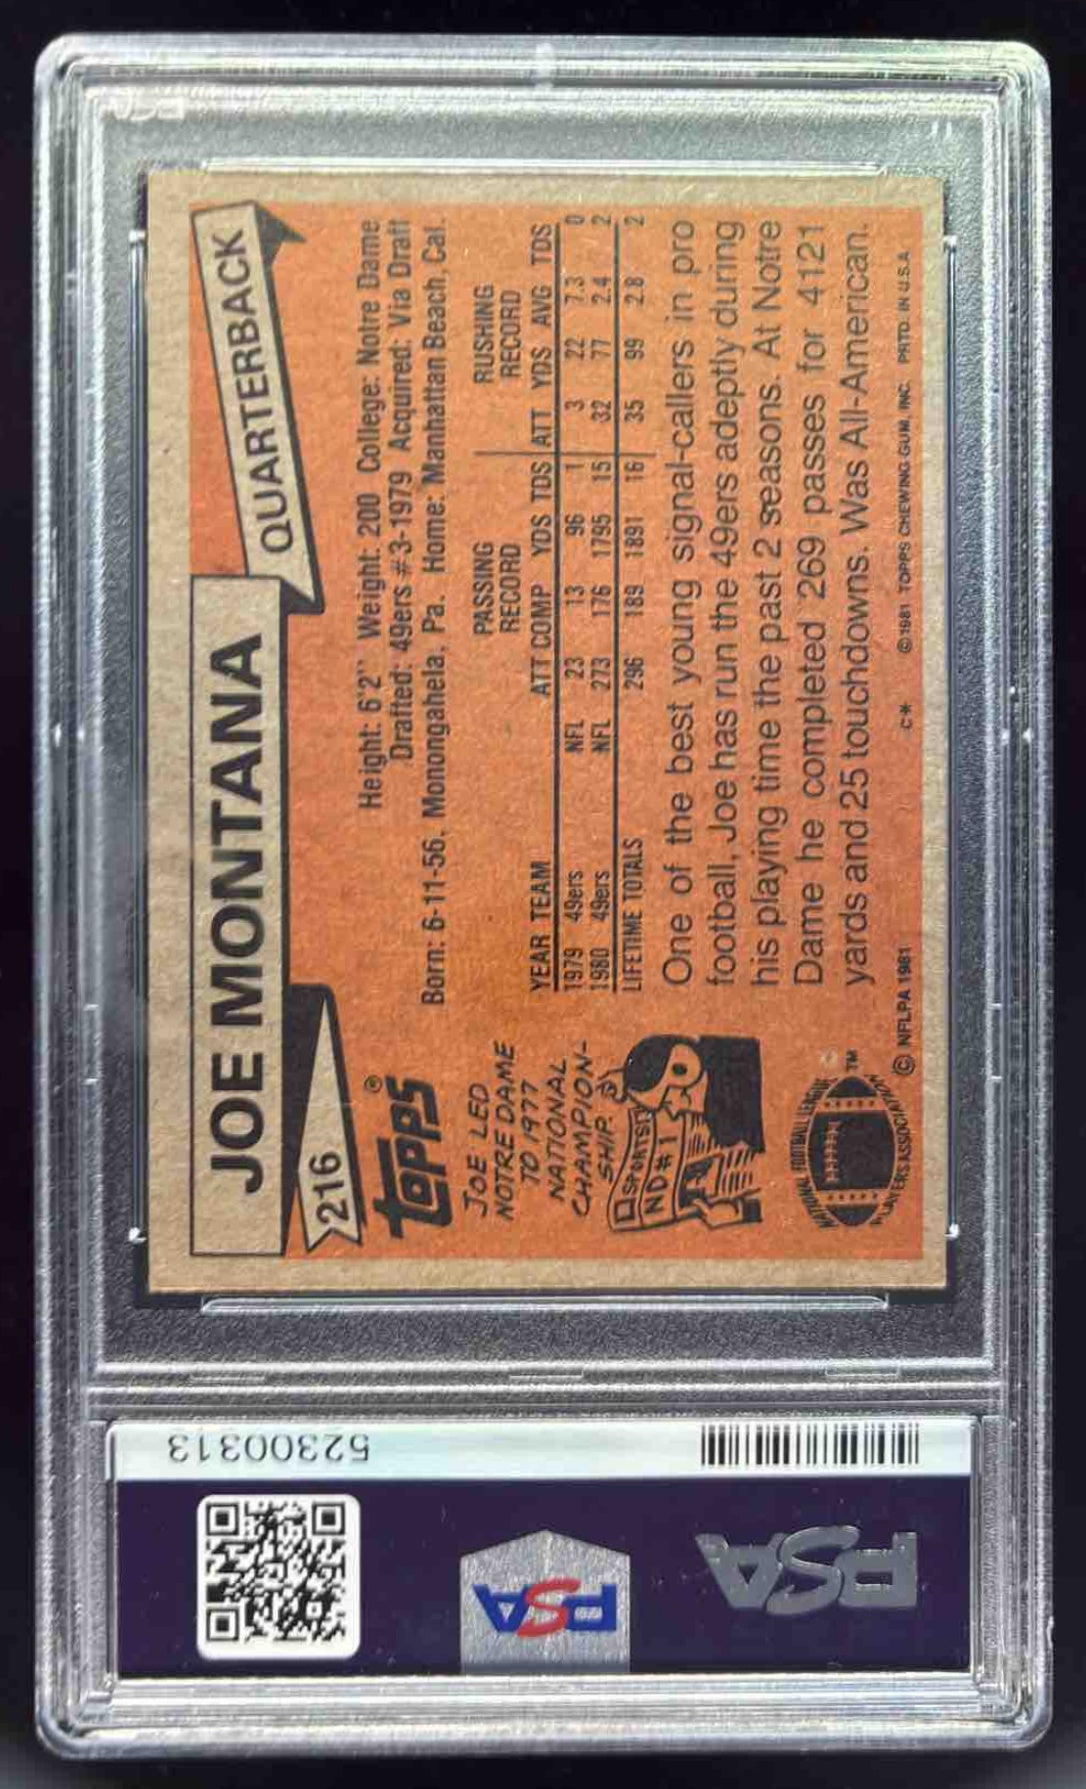 JOE MONTANA
QUARTERBACK
216
TOPPS®
Height: 6'2" Weight: 200 College: Notre Dame
Drafted: 49ers #3-1979 Acquired: Via Draft
Born: 6-11-56, Monongahela, Pa. Home: Manhattan Beach, Cal.
PASSING RUSHING
RECORD RECORD
YEAR TEAM ATT COMP YDS TDS ATT YDS AVG TDS
1979 49ers NFL 23 13 96 1 3 22 7.3 0
1980 49ers NFL 273 176 1795 15 32 77 2.4 2
LIFETIME TOTALS 296 189 1891 16 35 99 2.8 2
JOE LED
NOTRE DAME
TO 1977
NATIONAL
CHAMPION-
SHIP.
SPORTS
ND #1
One of the best young signal-callers in pro
football, Joe has run the 49ers adeptly during
his playing time the past 2 seasons. At Notre
Dame he completed 269 passes for 4121
yards and 25 touchdowns. Was All-American.
NATIONAL FOOTBALL LEAGUE
PLAYERS ASSOCIATION
TM
© NFLPA 1981
C*
©1981 TOPPS CHEWING GUM, INC. PRTD. IN U.S.A.
52300313
PSA
PSA